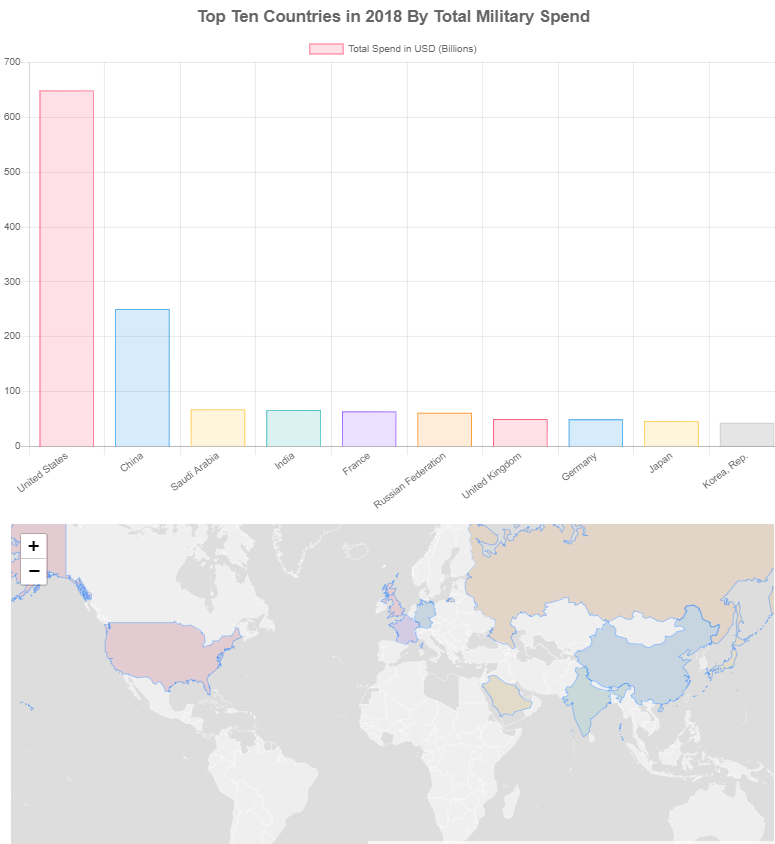 Top Ten Countries in 2018 By Total Military Spend
Total Spend in USD (Billions)
700
600
500
400
300
200
100
0
United States
China
Saudi Arabia
India
France
Russian Federation
United Kingdom
Germany
Japan
Korea, Rep.
+
−